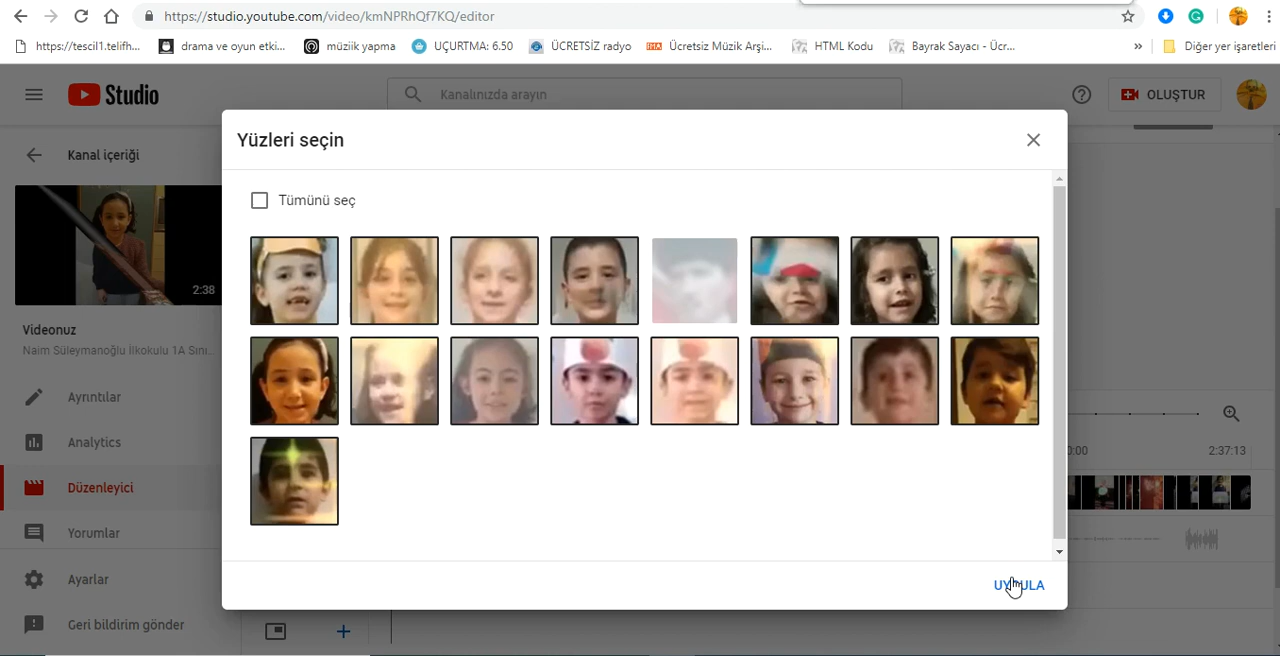 https://studio.youtube.com/video/kmNPRhQf7KQ/editor
https://tescil1.telifh...
drama ve oyun etki...
müziik yapma
UÇURTMA: 6.50
ÜCRETSİZ radyo
Ücretsiz Müzik Arşi...
HTML Kodu
Bayrak Sayacı - Ücr...
»
Diğer yer işaretleri
Studio
Kanalınızda arayın
OLUŞTUR
Kanal içeriği
2:38
Videonuz
Naim Süleymanoğlu İlkokulu 1A Sını...
Ayrıntılar
Analytics
Düzenleyici
Yorumlar
Ayarlar
Geri bildirim gönder
Yüzleri seçin
Tümünü seç
UYGULA
2:37:13